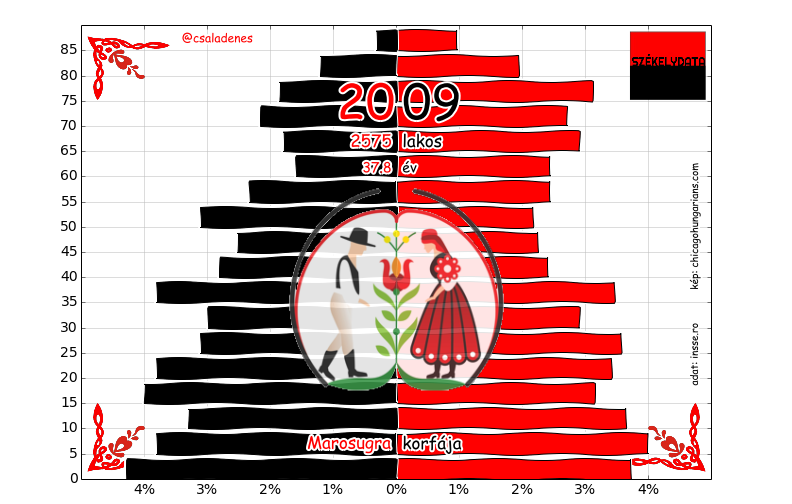 @csaladenes
SZÉKELYDATA
2009
2575 lakos
37.8 év
kép: chicagohungarians.com
adat: insse.ro
Marosugra korfája
85
80
75
70
65
60
55
50
45
40
35
30
25
20
15
10
5
0
4% 3% 2% 1% 0% 1% 2% 3% 4%